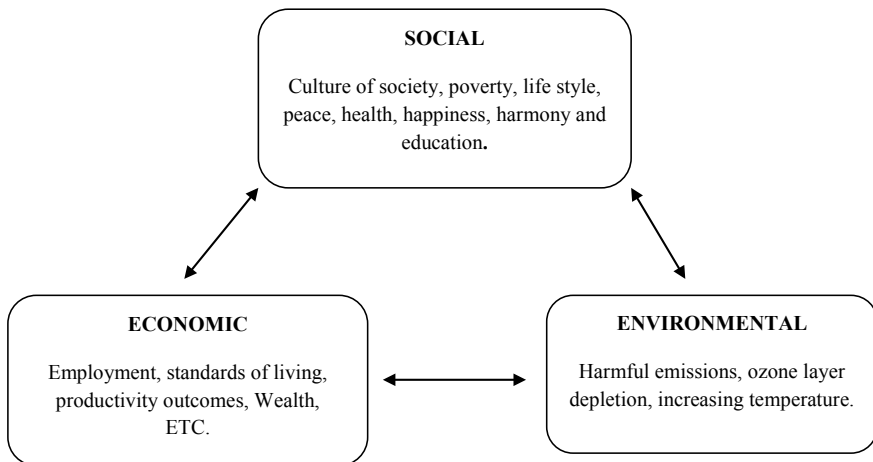 SOCIAL
Culture of society, poverty, life style,
peace, health, happiness, harmony and
education.
ECONOMIC
Employment, standards of living,
productivity outcomes, Wealth,
ETC.
ENVIRONMENTAL
Harmful emissions, ozone layer
depletion, increasing temperature.